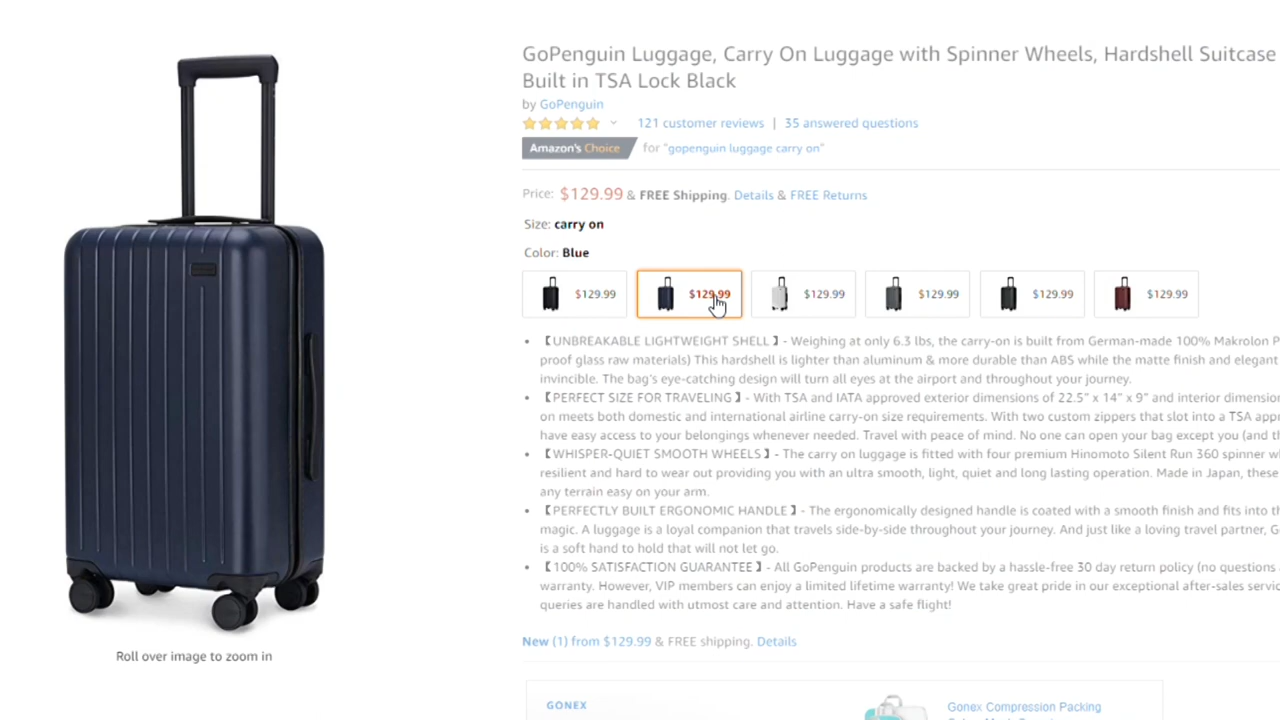 GoPenguin Luggage, Carry On Luggage with Spinner Wheels, Hardshell Suitcase
Built in TSA Lock Black
by GoPenguin
121 customer reviews | 35 answered questions
Amazon's Choice for "gopenguin luggage carry on"
Price: $129.99 & FREE Shipping. Details & FREE Returns
Size: carry on
Color: Blue
$129.99 $129.99 $129.99 $129.99 $129.99 $129.99
• 【UNBREAKABLE LIGHTWEIGHT SHELL】- Weighing at only 6.3 lbs, the carry-on is built from German-made 100% Makrolon P
proof glass raw materials) This hardshell is lighter than aluminum & more durable than ABS while the matte finish and elegant
invincible. The bag's eye-catching design will turn all eyes at the airport and throughout your journey.
• 【PERFECT SIZE FOR TRAVELING】- With TSA and IATA approved exterior dimensions of 22.5" x 14" x 9" and interior dimension
on meets both domestic and international airline carry-on size requirements. With two custom zippers that slot into a TSA app
have easy access to your belongings whenever needed. Travel with peace of mind. No one can open your bag except you (and th
• 【WHISPER-QUIET SMOOTH WHEELS】- The carry on luggage is fitted with four premium Hinomoto Silent Run 360 spinner wh
resilient and hard to wear out providing you with an ultra smooth, light, quiet and long lasting operation. Made in Japan, these
any terrain easy on your arm.
• 【PERFECTLY BUILT ERGONOMIC HANDLE】- The ergonomically designed handle is coated with a smooth finish and fits into th
magic. A luggage is a loyal companion that travels side-by-side throughout your journey. And just like a loving travel partner, G
is a soft hand to hold that will not let go.
• 【100% SATISFACTION GUARANTEE】- All GoPenguin products are backed by a hassle-free 30 day return policy (no questions
warranty. However, VIP members can enjoy a limited lifetime warranty! We take great pride in our exceptional after-sales servic
queries are handled with utmost care and attention. Have a safe flight!
New (1) from $129.99 & FREE shipping. Details
Roll over image to zoom in
GONEX
Gonex Compression Packing